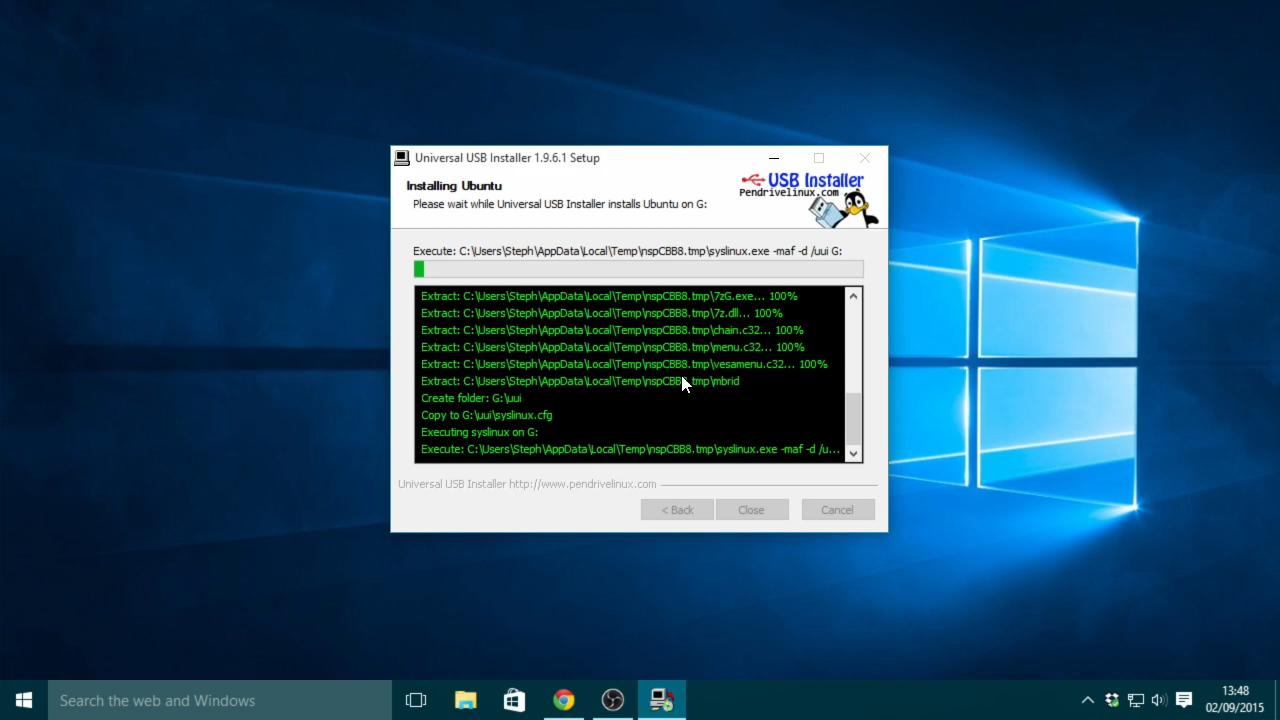 Universal USB Installer 1.9.6.1 Setup
Installing Ubuntu
Please wait while Universal USB Installer installs Ubuntu on G:
USB Installer
Pendrivelinux.com
Execute: C:\Users\Steph\AppData\Local\Temp\nspCBB8.tmp\syslinux.exe -maf -d /uui G:
Extract: C:\Users\Steph\AppData\Local\Temp\nspCBB8.tmp\7zG.exe... 100%
Extract: C:\Users\Steph\AppData\Local\Temp\nspCBB8.tmp\7z.dll... 100%
Extract: C:\Users\Steph\AppData\Local\Temp\nspCBB8.tmp\chain.c32... 100%
Extract: C:\Users\Steph\AppData\Local\Temp\nspCBB8.tmp\menu.c32... 100%
Extract: C:\Users\Steph\AppData\Local\Temp\nspCBB8.tmp\vesamenu.c32... 100%
Extract: C:\Users\Steph\AppData\Local\Temp\nspCBB8.tmp\mbrid
Create folder: G:\uui
Copy to G:\uui\syslinux.cfg
Executing syslinux on G:
Execute: C:\Users\Steph\AppData\Local\Temp\nspCBB8.tmp\syslinux.exe -maf -d /u...
Universal USB Installer http://www.pendrivelinux.com
< Back
Close
Cancel
Search the web and Windows
13:48
02/09/2015